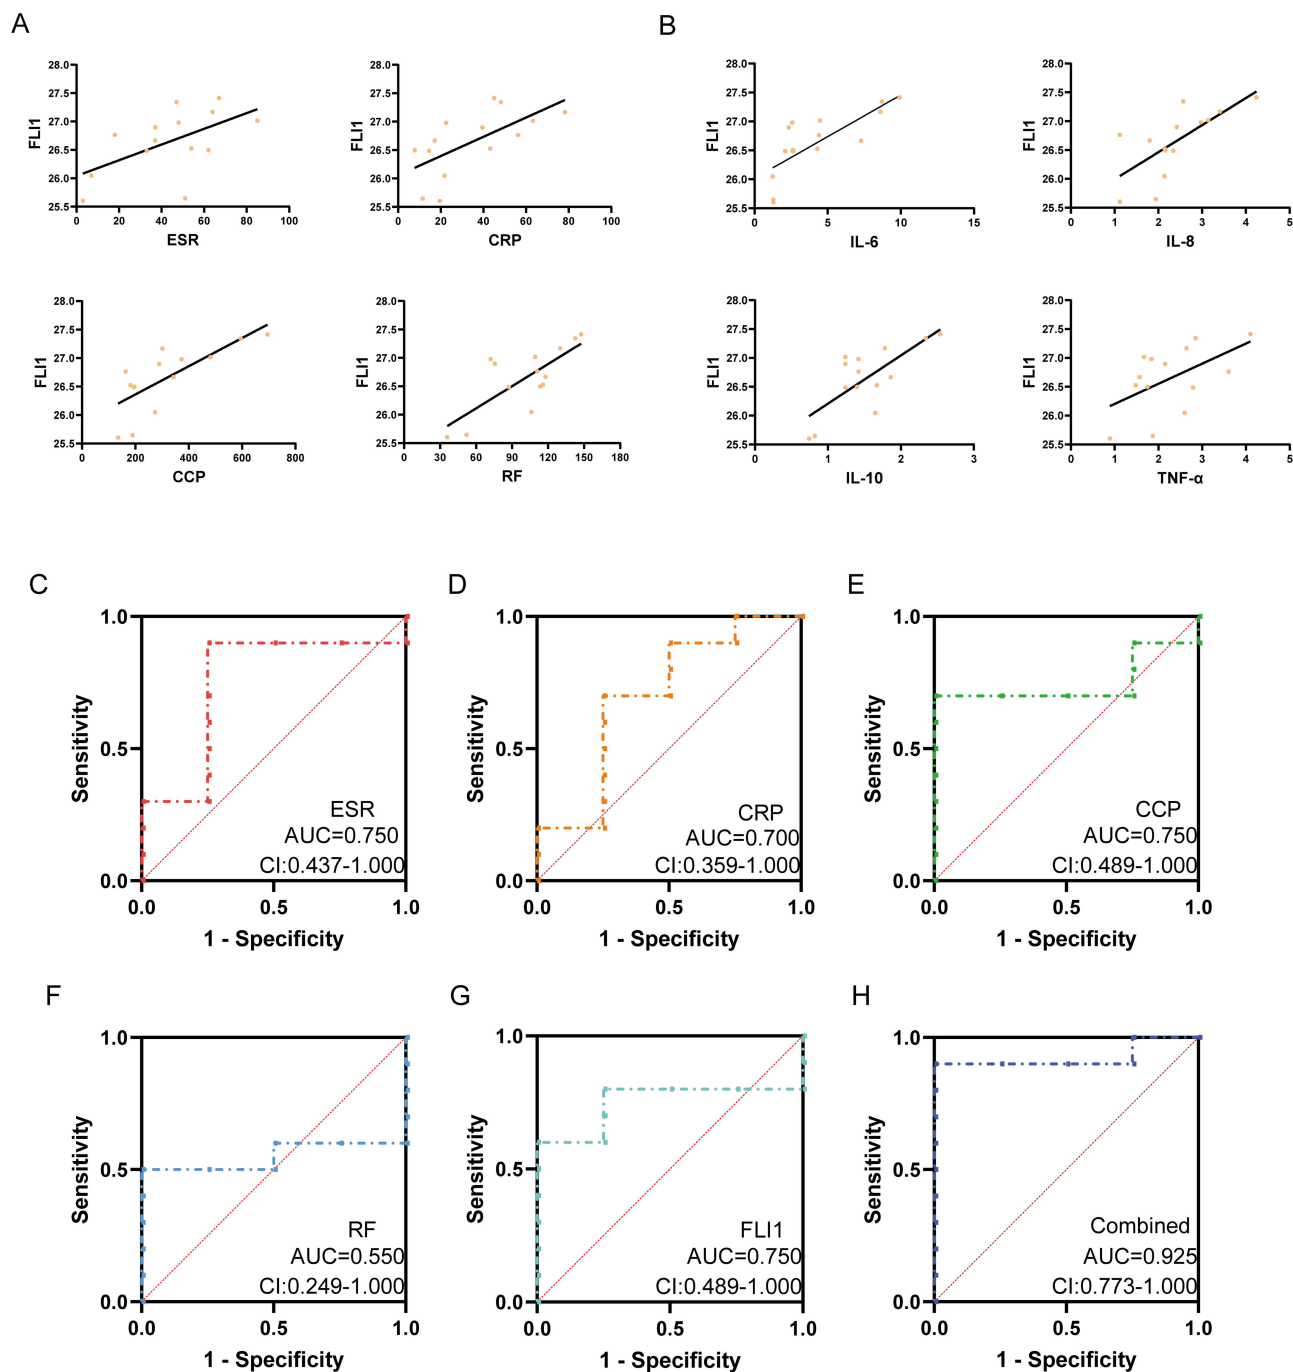 A
B
28.0
27.5
27.0
26.5
26.0
25.5
FLI1
0 20 40 60 80 100
ESR
28.0
27.5
27.0
26.5
26.0
25.5
FLI1
0 20 40 60 80 100
CRP
28.0
27.5
27.0
26.5
26.0
25.5
FLI1
0 5 10 15
IL-6
28.0
27.5
27.0
26.5
26.0
25.5
FLI1
0 1 2 3 4 5
IL-8
28.0
27.5
27.0
26.5
26.0
25.5
FLI1
0 200 400 600 800
CCP
28.0
27.5
27.0
26.5
26.0
25.5
FLI1
0 30 60 90 120 150 180
RF
28.0
27.5
27.0
26.5
26.0
25.5
FLI1
0 1 2 3
IL-10
28.0
27.5
27.0
26.5
26.0
25.5
FLI1
0 1 2 3 4 5
TNF-α
C
1.0
0.5
0.0
Sensitivity
ESR
AUC=0.750
CI:0.437-1.000
0.0 0.5 1.0
1 - Specificity
D
1.0
0.5
0.0
Sensitivity
CRP
AUC=0.700
CI:0.359-1.000
0.0 0.5 1.0
1 - Specificity
E
1.0
0.5
0.0
Sensitivity
CCP
AUC=0.750
CI:0.489-1.000
0.0 0.5 1.0
1 - Specificity
F
1.0
0.5
0.0
Sensitivity
RF
AUC=0.550
CI:0.249-1.000
0.0 0.5 1.0
1 - Specificity
G
1.0
0.5
0.0
Sensitivity
FLI1
AUC=0.750
CI:0.489-1.000
0.0 0.5 1.0
1 - Specificity
H
1.0
0.5
0.0
Sensitivity
Combined
AUC=0.925
CI:0.773-1.000
0.0 0.5 1.0
1 - Specificity